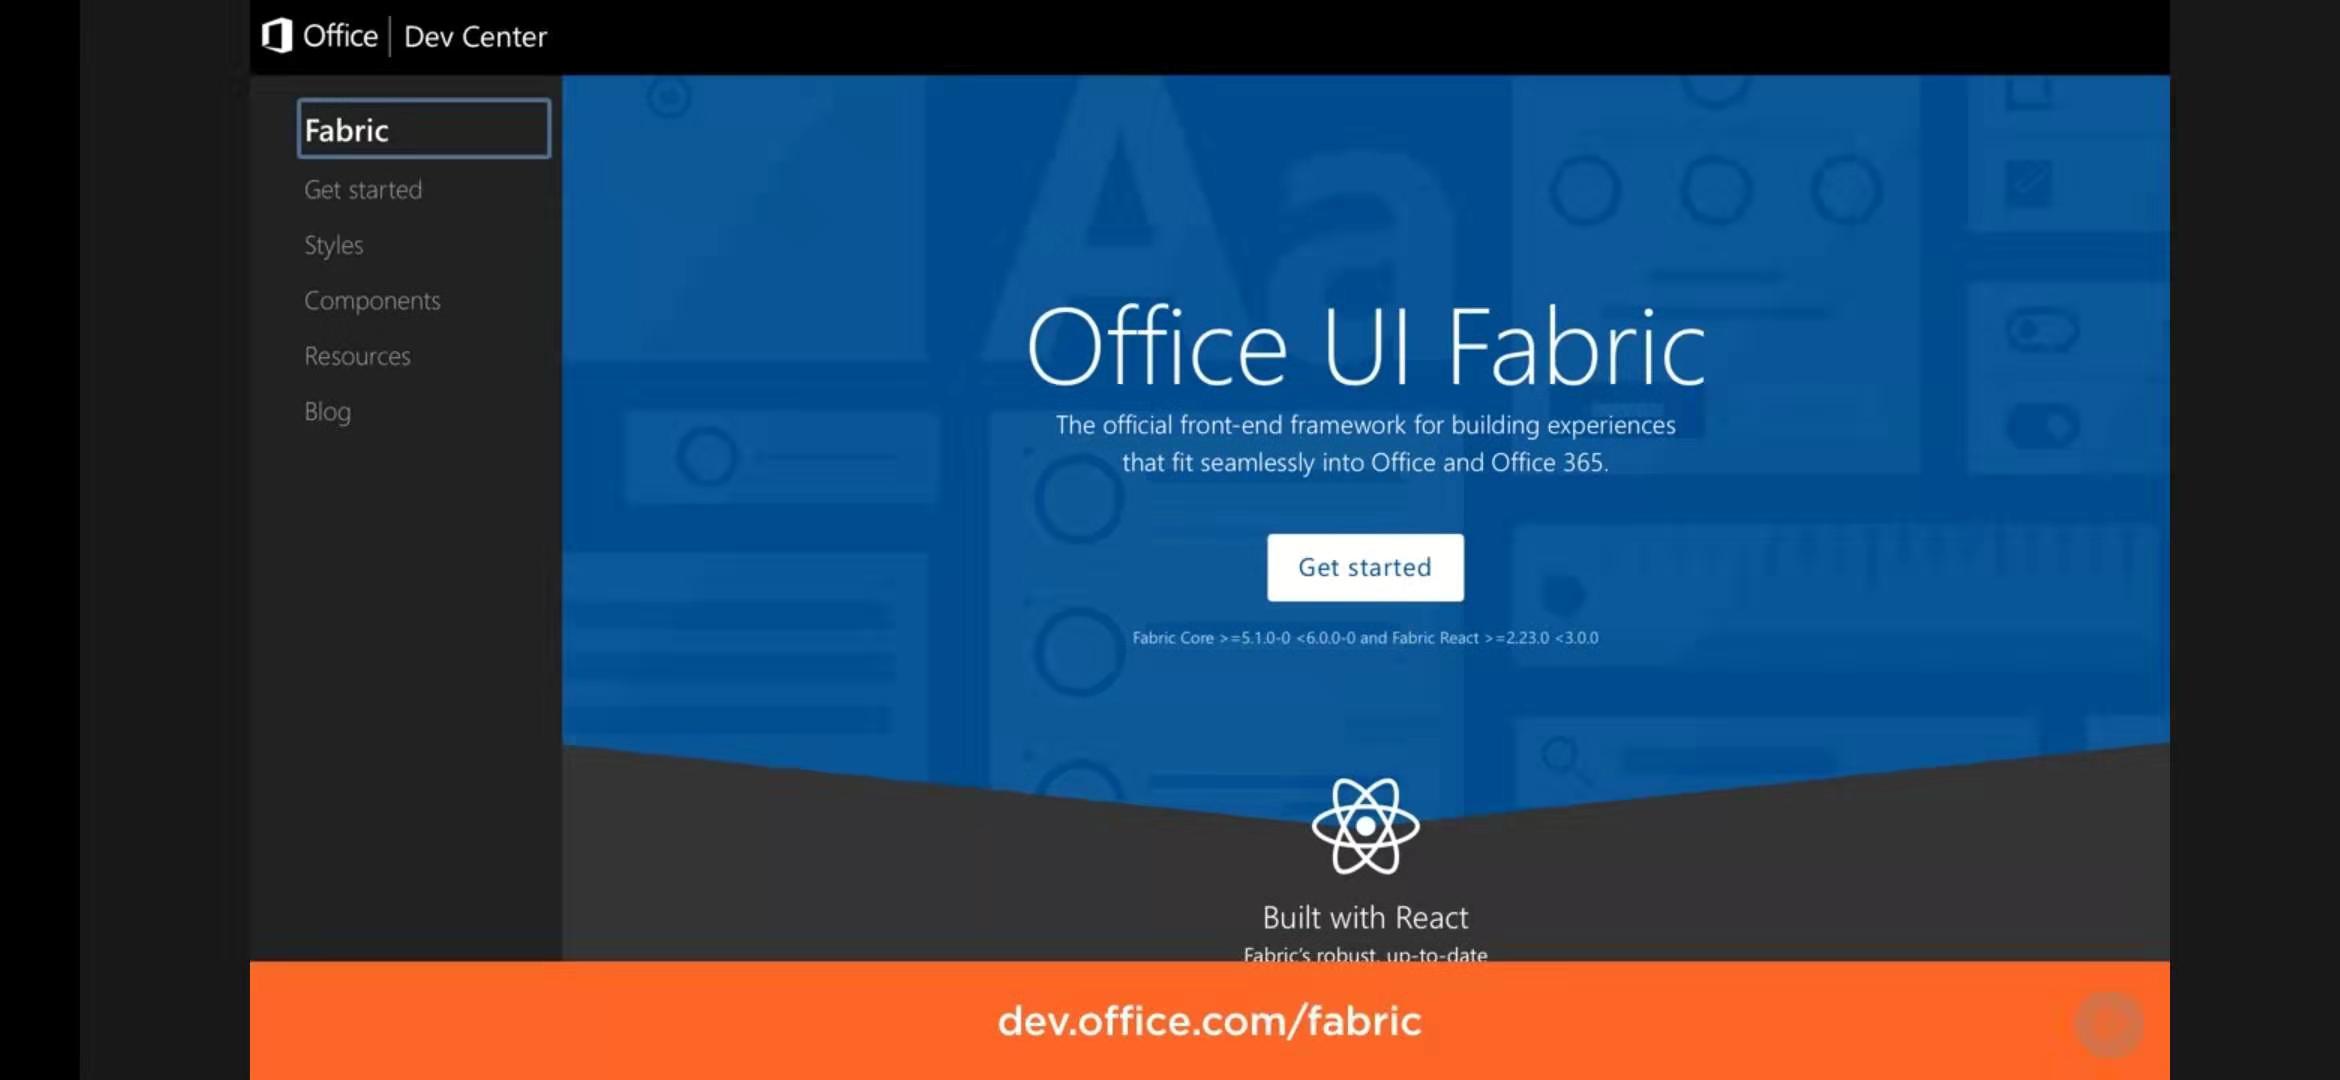 Office | Dev Center
Fabric
Get started
Styles
Components
Resources
Blog
Aa
Office UI Fabric
The official front-end framework for building experiences
that fit seamlessly into Office and Office 365.
Get started
Fabric Core >=5.1.0-0 <6.0.0-0 and Fabric React >=2.23.0 <3.0.0
Built with React
Fabric's robust, up-to-date
dev.office.com/fabric